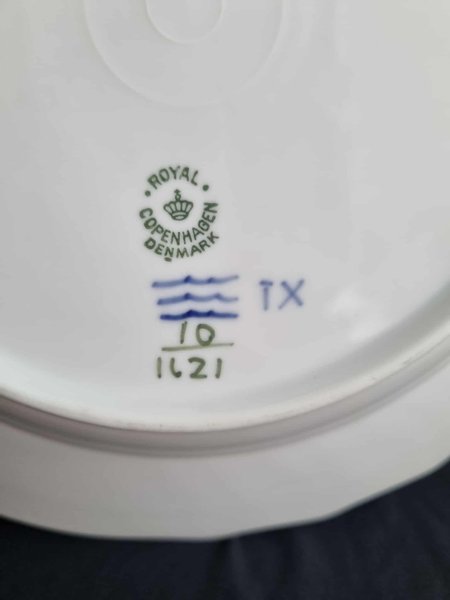 ROYAL
COPENHAGEN
DENMARK
TX
10
1621